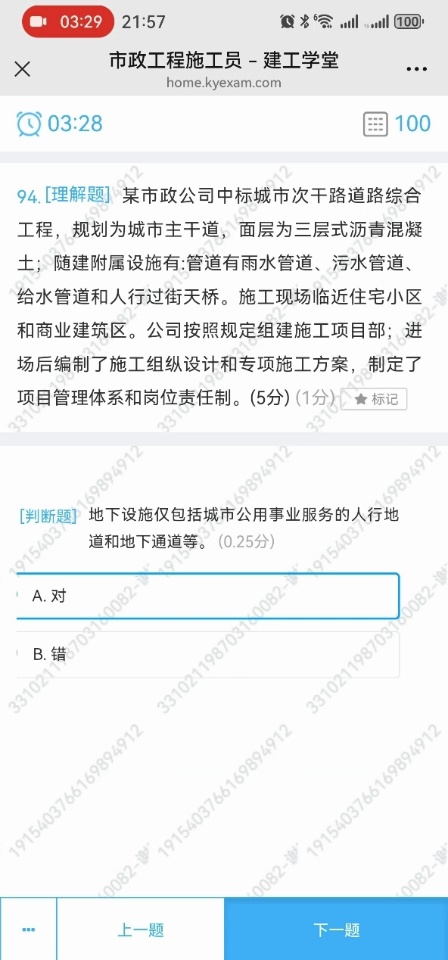 03:29 21:57 100
市政工程施工员 - 建工学堂
home.kyexam.com
03:28 100
94. [理解题] 某市政公司中标城市次干路道路综合
工程，规划为城市主干道，面层为三层式沥青混凝
土；随建附属设施有:管道有雨水管道、污水管道、
给水管道和人行过街天桥。施工现场临近住宅小区
和商业建筑区。公司按照规定组建施工项目部；进
场后编制了施工组纵设计和专项施工方案，制定了
项目管理体系和岗位责任制。(5分) (1分) 标记
[判断题] 地下设施仅包括城市公用事业服务的人行地
道和地下通道等。(0.25分)
A. 对
B. 错
... 上一题 下一题